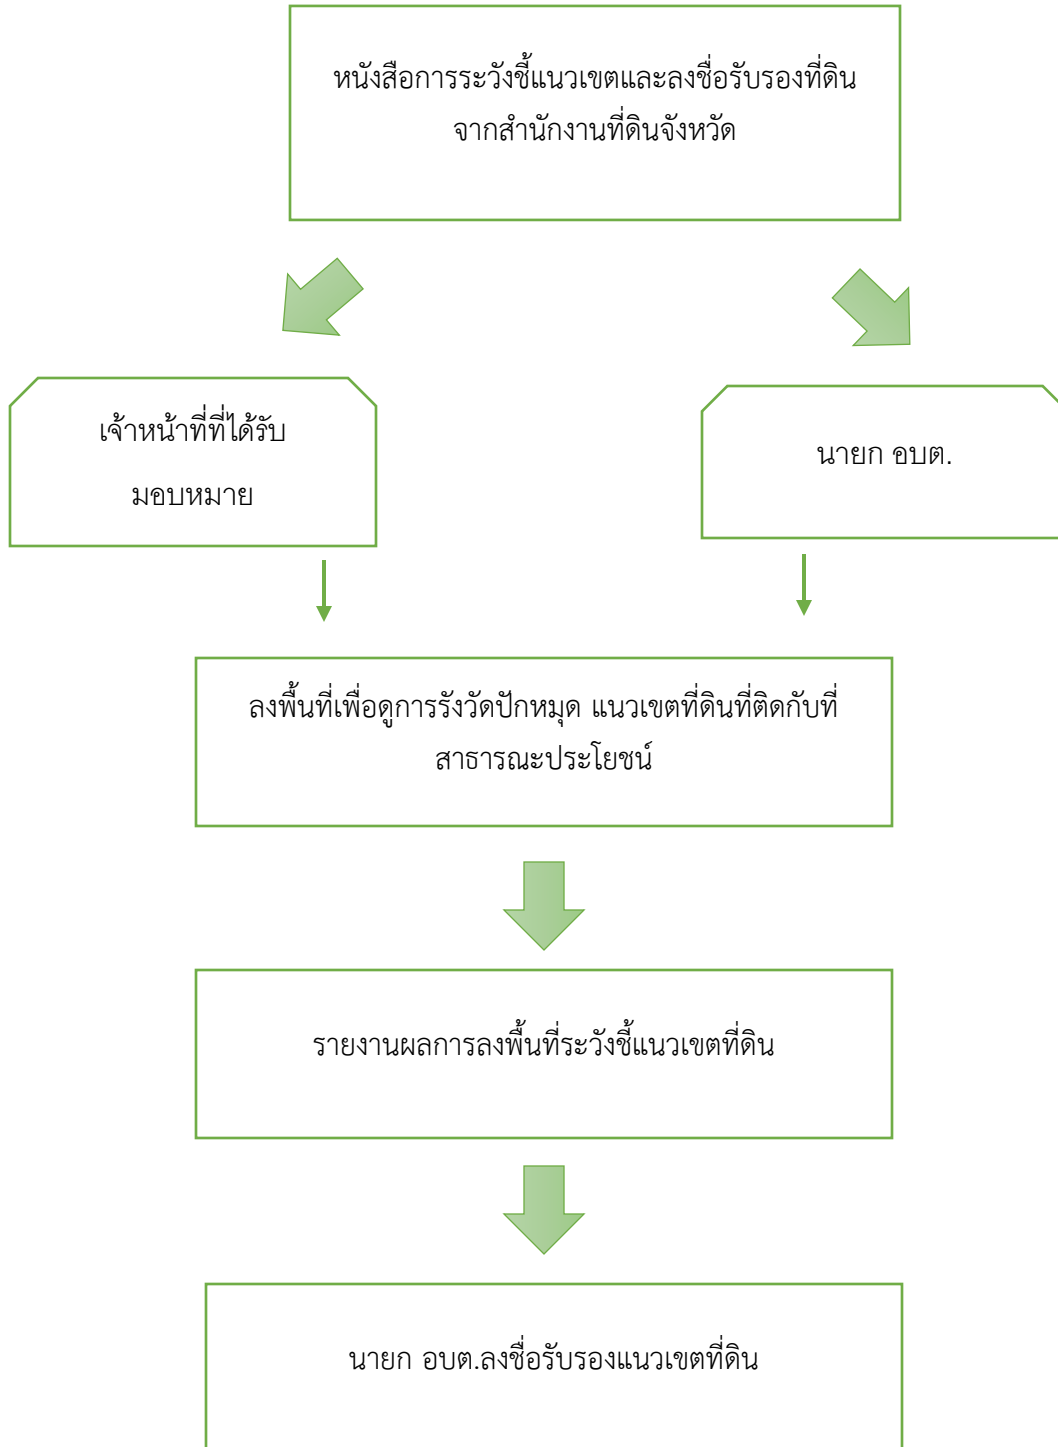 หนังสือการระวังชี้แนวเขตและลงชื่อรับรองที่ดิน
จากสำนักงานที่ดินจังหวัด
เจ้าหน้าที่ที่ได้รับ
มอบหมาย
นายก อบต.
ลงพื้นที่เพื่อดูการรังวัดปักหมุด แนวเขตที่ดินที่ติดกับที่
สาธารณะประโยชน์
รายงานผลการลงพื้นที่ระวังชี้แนวเขตที่ดิน
นายก อบต.ลงชื่อรับรองแนวเขตที่ดิน